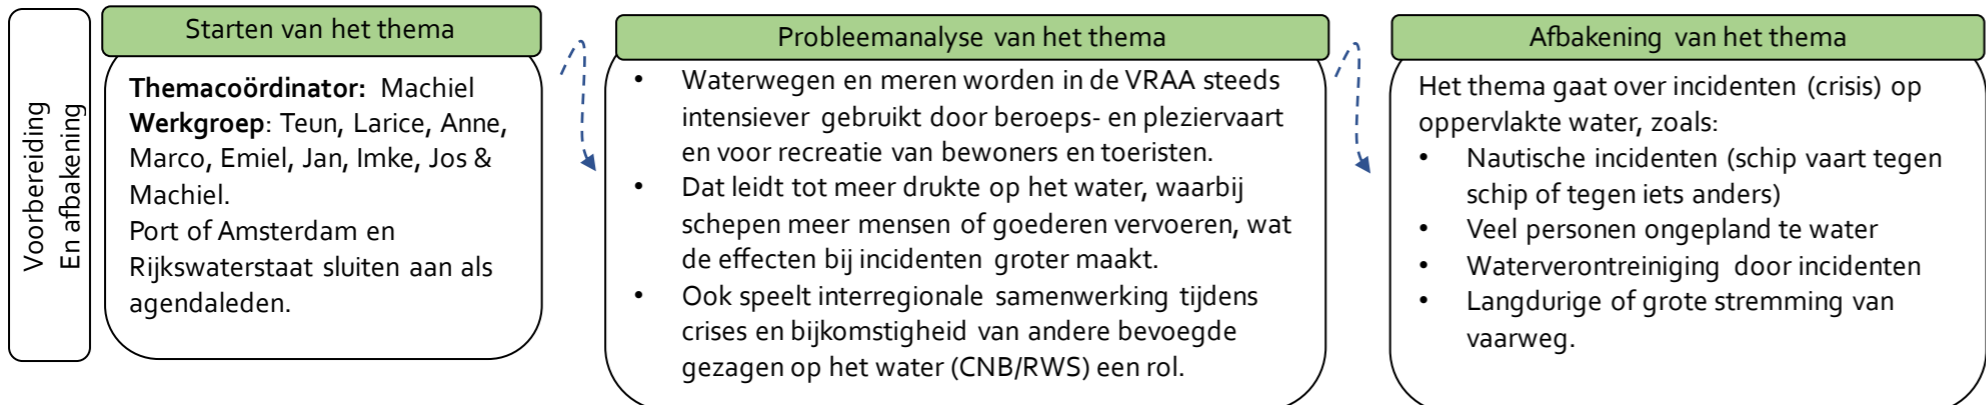 Voorbereiding
En afbakening
Starten van het thema
Themacoördinator: Machiel
Werkgroep: Teun, Larice, Anne,
Marco, Emiel, Jan, Imke, Jos &
Machiel.
Port of Amsterdam en
Rijkswaterstaat sluiten aan als
agendaleden.
Probleemanalyse van het thema
• Waterwegen en meren worden in de VRAA steeds
intensiever gebruikt door beroeps- en pleziervaart
en voor recreatie van bewoners en toeristen.
• Dat leidt tot meer drukte op het water, waarbij
schepen meer mensen of goederen vervoeren, wat
de effecten bij incidenten groter maakt.
• Ook speelt interregionale samenwerking tijdens
crises en bijkomstigheid van andere bevoegde
gezagen op het water (CNB/RWS) een rol.
Afbakening van het thema
Het thema gaat over incidenten (crisis) op
oppervlakte water, zoals:
• Nautische incidenten (schip vaart tegen
schip of tegen iets anders)
• Veel personen ongepland te water
• Waterverontreiniging door incidenten
• Langdurige of grote stremming van
vaarweg.